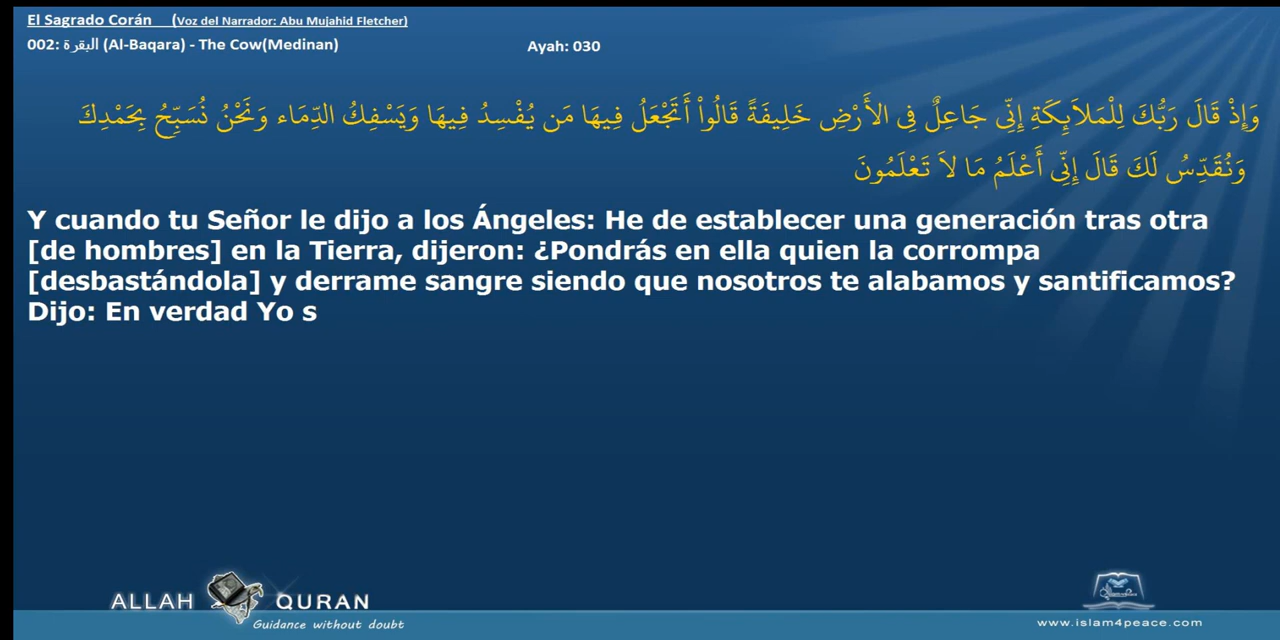 El Sagrado Corán (Voz del Narrador: Abu Mujahid Fletcher)
002: البقرة (Al-Baqara) - The Cow(Medinan) Ayah: 030
وَإِذْ قَالَ رَبُّكَ لِلْمَلاَئِكَةِ إِنِّي جَاعِلٌ فِي الأَرْضِ خَلِيفَةً قَالُواْ أَتَجْعَلُ فِيهَا مَن يُفْسِدُ فِيهَا وَيَسْفِكُ الدِّمَاء وَنَحْنُ نُسَبِّحُ بِحَمْدِكَ
وَنُقَدِّسُ لَكَ قَالَ إِنِّي أَعْلَمُ مَا لاَ تَعْلَمُونَ
Y cuando tu Señor le dijo a los Ángeles: He de establecer una generación tras otra
[de hombres] en la Tierra, dijeron: ¿Pondrás en ella quien la corrompa
[desbastándola] y derrame sangre siendo que nosotros te alabamos y santificamos?
Dijo: En verdad Yo s
ALLAH QURAN
Guidance without doubt
www.islam4peace.com